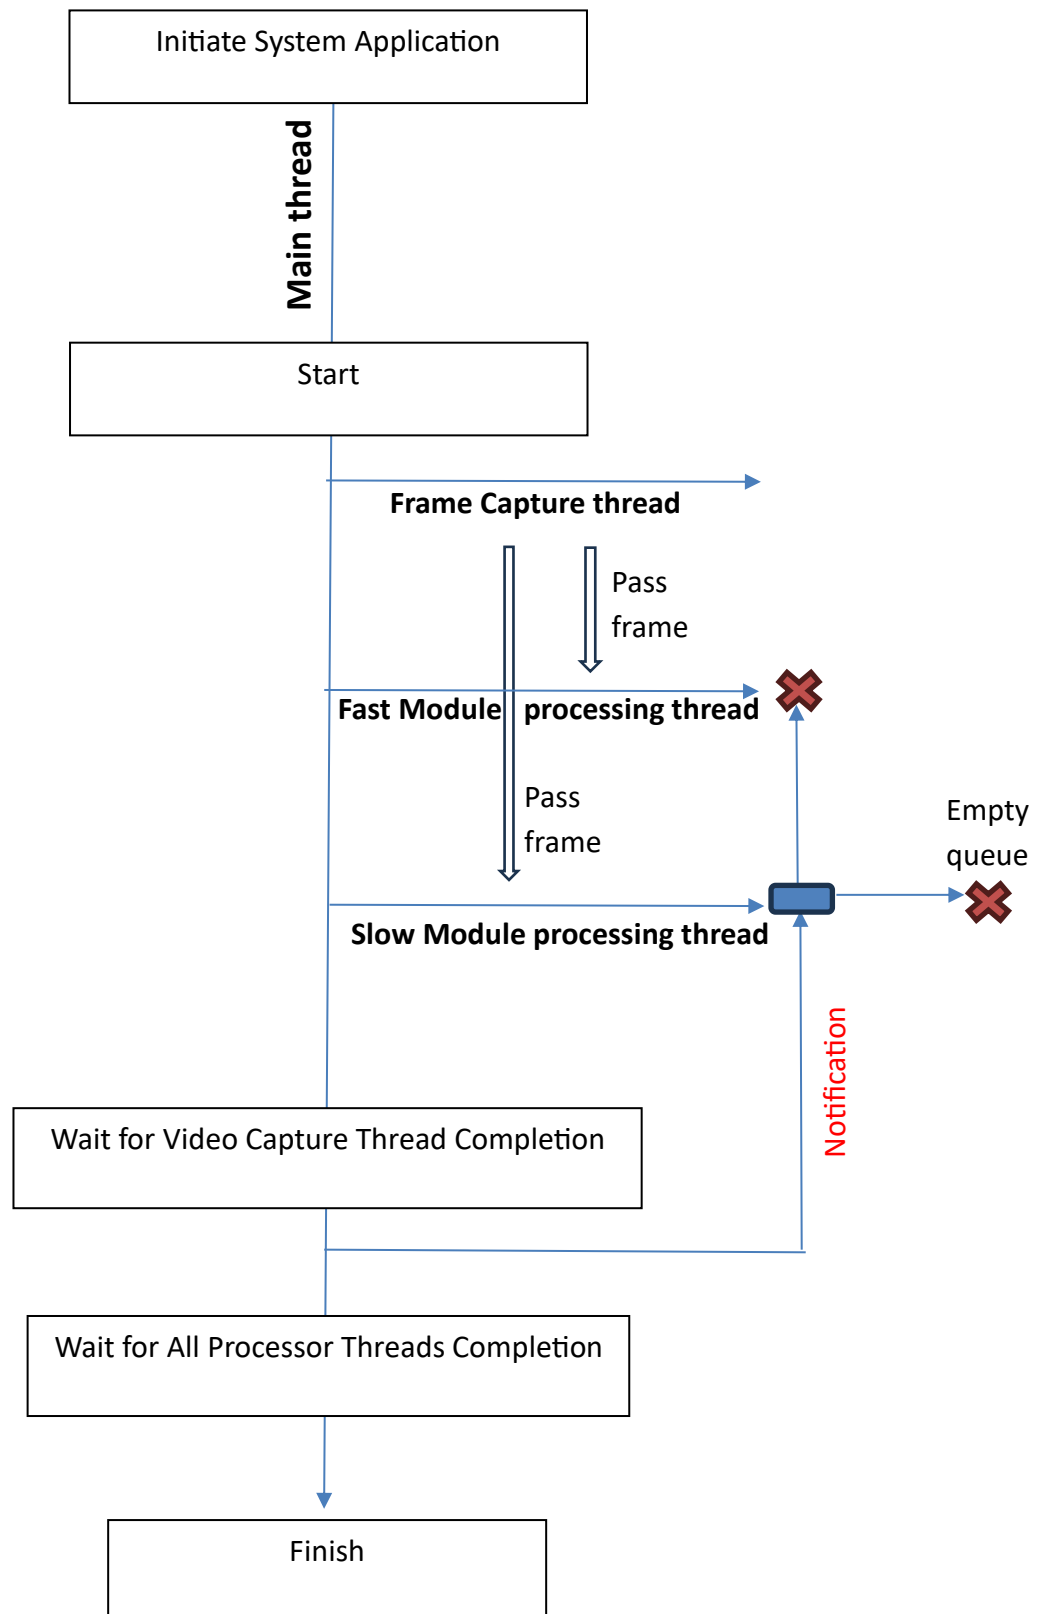 Initiate System Application
Main thread
Start
Frame Capture thread
Pass
frame
Fast Module processing thread
Pass
frame
Empty
queue
Slow Module processing thread
Notification
Wait for Video Capture Thread Completion
Wait for All Processor Threads Completion
Finish